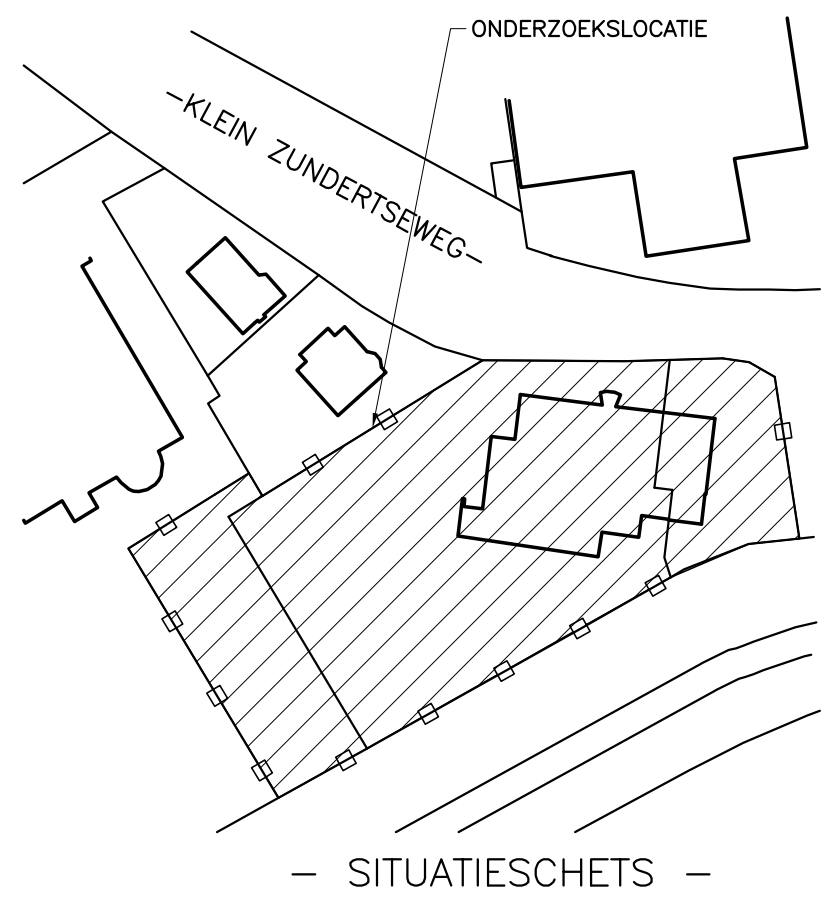 ONDERZOEKSLOCATIE
-KLEIN ZUNDERTSEWEG-
- SITUATIESCHETS -